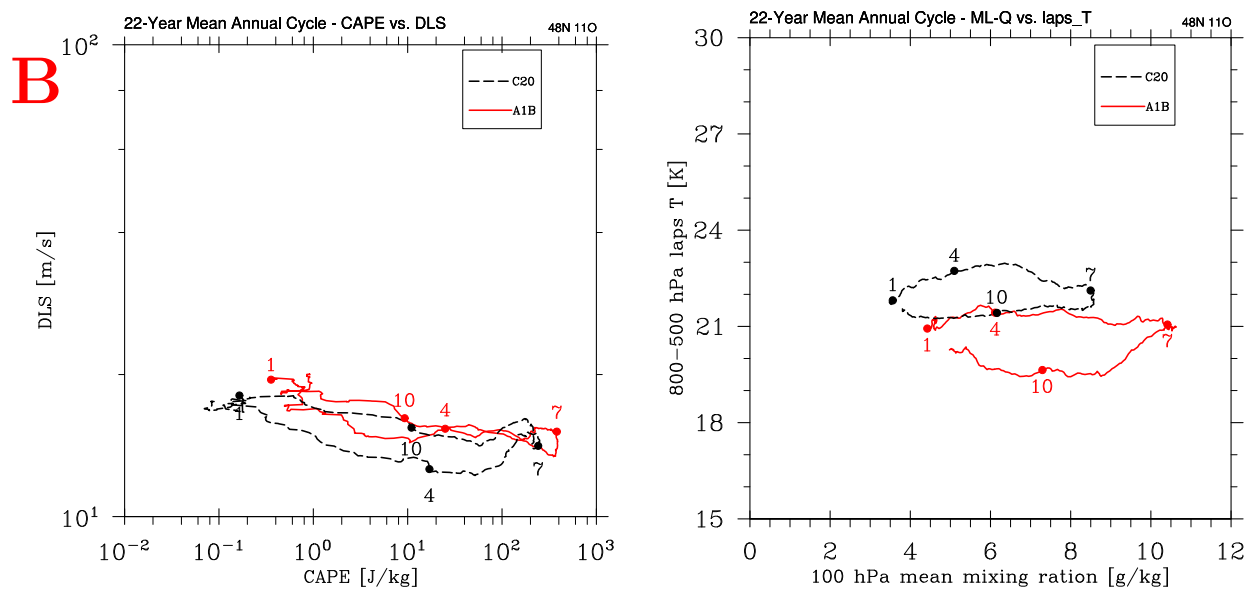 B
22-Year Mean Annual Cycle - CAPE vs. DLS
48N 11O
C20
A1B
DLS [m/s]
10^2
10^1
1
10
4
7
1
10
4
7
10^-2
10^-1
10^0
10^1
10^2
10^3
CAPE [J/kg]
22-Year Mean Annual Cycle - ML-Q vs. laps_T
48N 11O
C20
A1B
800-500 hPa laps T [K]
30
27
24
21
18
15
4
1
7
10
1
4
7
10
0
2
4
6
8
10
12
100 hPa mean mixing ration [g/kg]